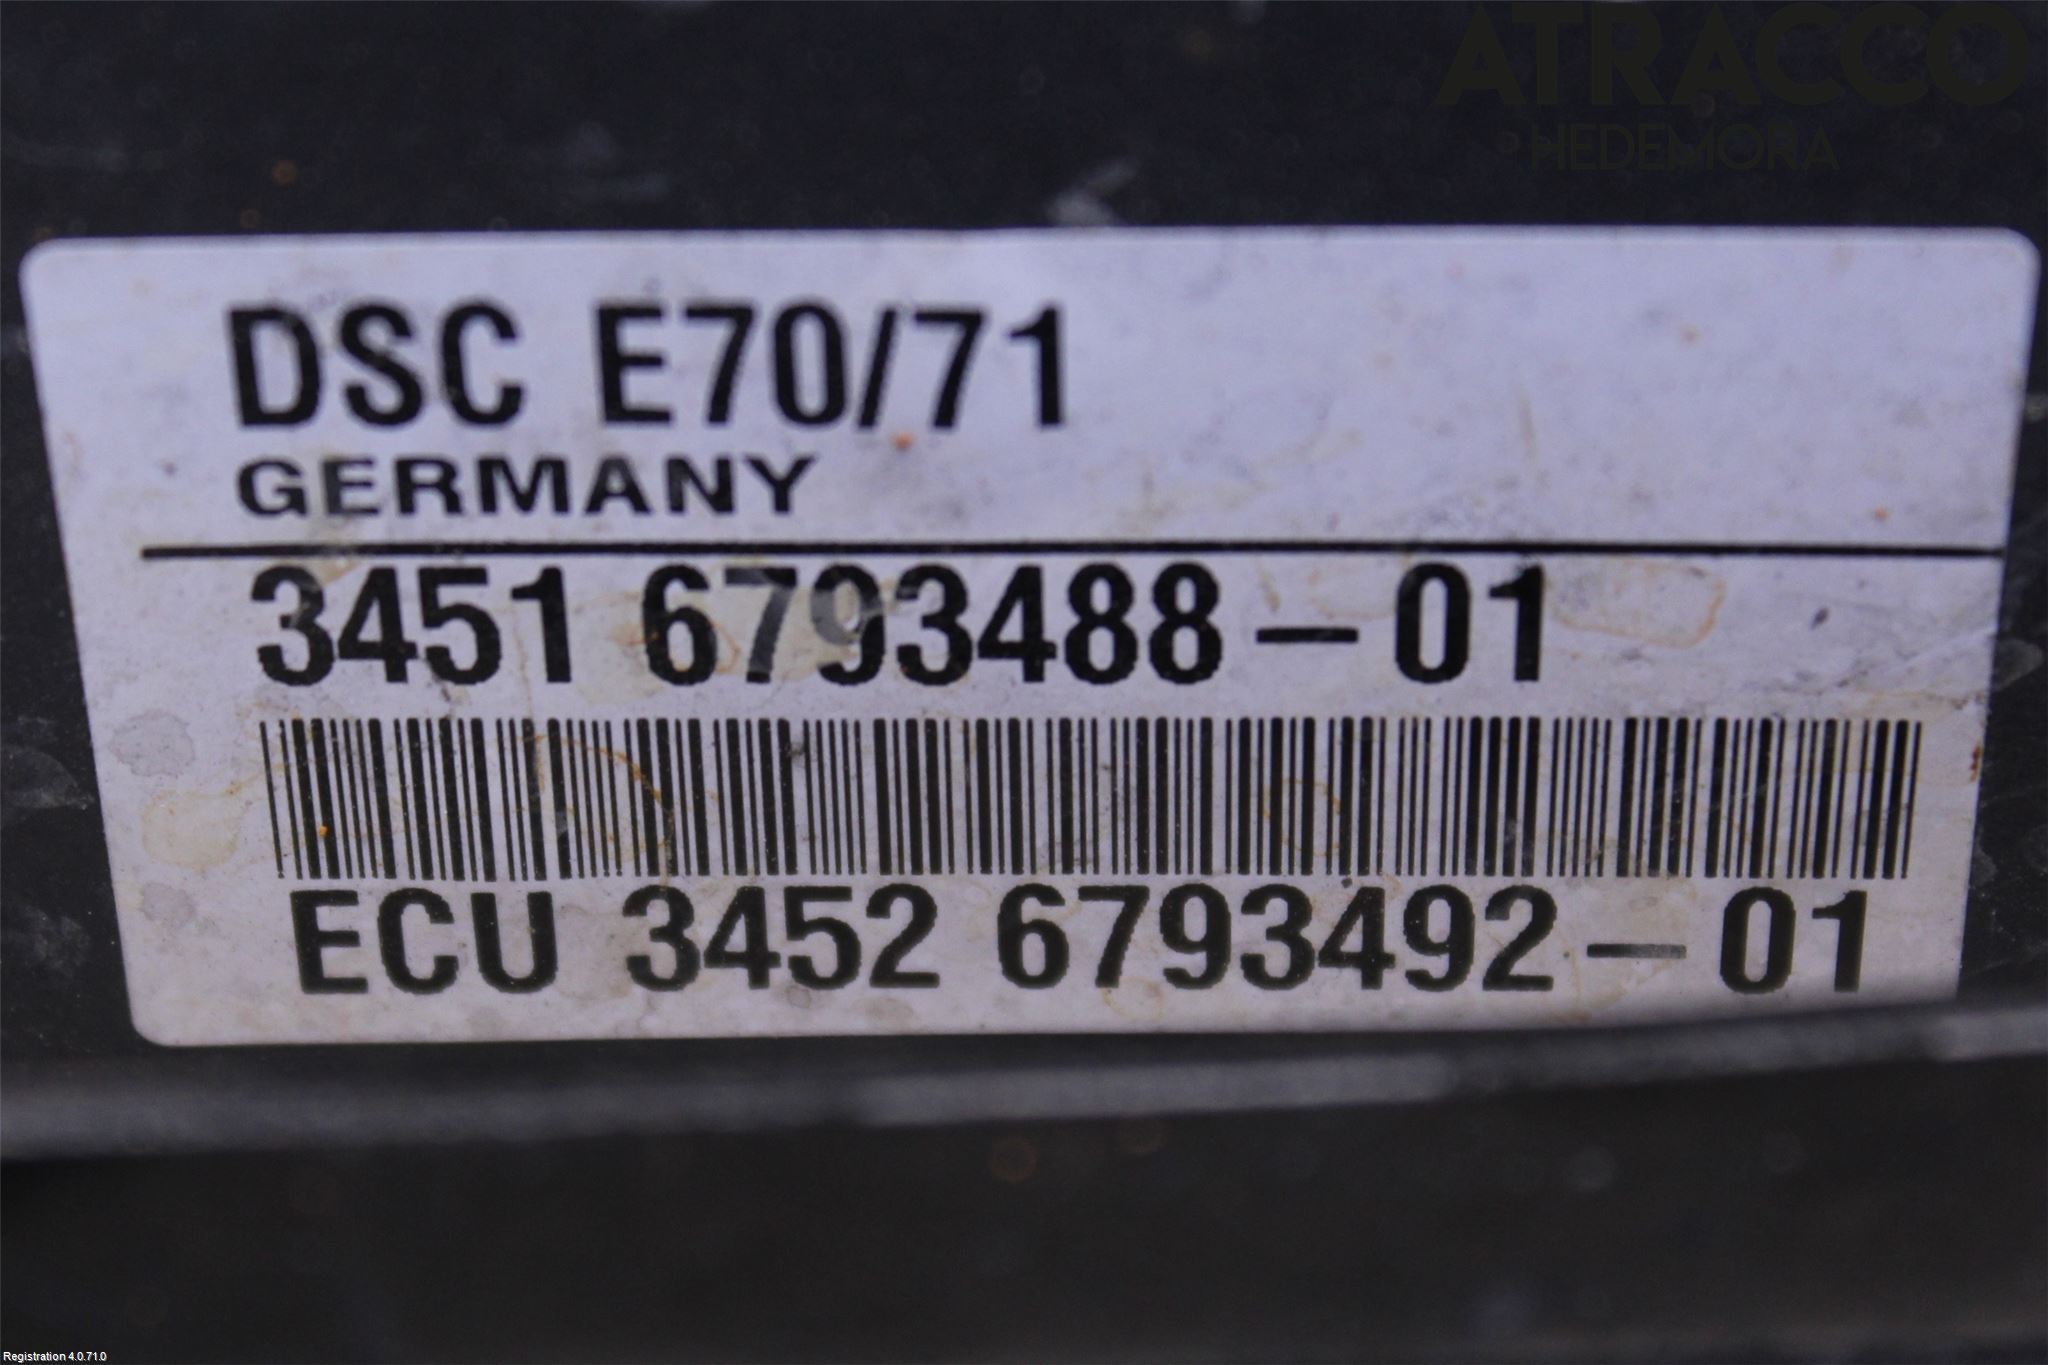 ATRACCO
HEDEMORA
DSC E70/71
GERMANY
3451 6793488-01
ECU 3452 6793492-01
Registration 4.0.71.0